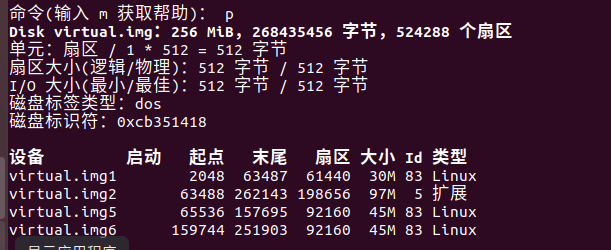 命令(输入 m 获取帮助)： p
Disk virtual.img：256 MiB，268435456 字节，524288 个扇区
单元：扇区 / 1 * 512 = 512 字节
扇区大小(逻辑/物理)：512 字节 / 512 字节
I/O 大小(最小/最佳)：512 字节 / 512 字节
磁盘标签类型：dos
磁盘标识符：0xcb351418
设备 启动 起点 末尾 扇区 大小 Id 类型
virtual.img1 2048 63487 61440 30M 83 Linux
virtual.img2 63488 262143 198656 97M 5 扩展
virtual.img5 65536 157695 92160 45M 83 Linux
virtual.img6 159744 251903 92160 45M 83 Linux
显示应用程序